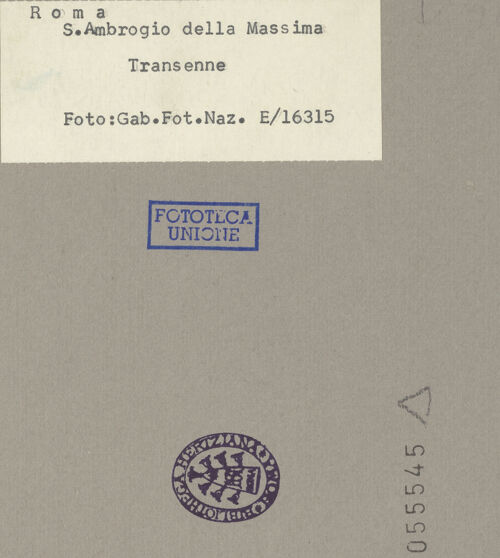 R o m a
S.Ambrogio della Massima
Transenne
Foto:Gab.Fot.Naz. E/16315
FOTOTECA
UNIONE
055545